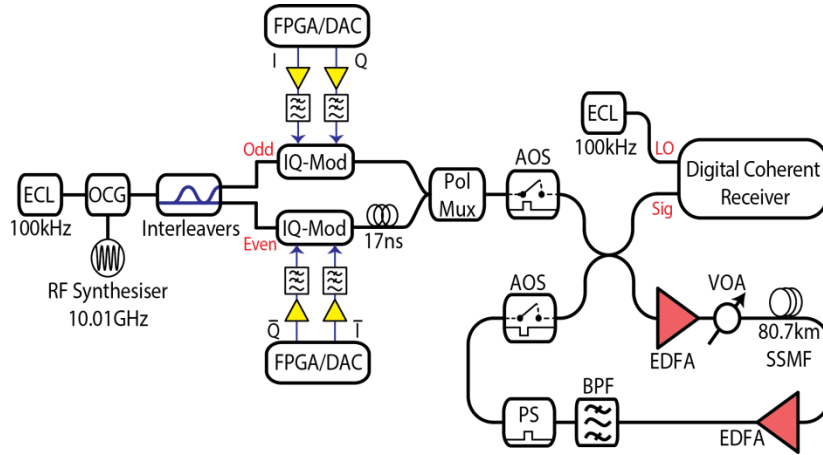 FPGA/DAC
I
Q
Odd
IQ-Mod
ECL
100kHz
OCG
Interleavers
Even
IQ-Mod
17ns
RF Synthesiser
10.01GHz
Q̅
I̅
FPGA/DAC
Pol
Mux
AOS
ECL
100kHz
LO
Digital Coherent
Receiver
Sig
AOS
EDFA
VOA
80.7km
SSMF
PS
BPF
EDFA